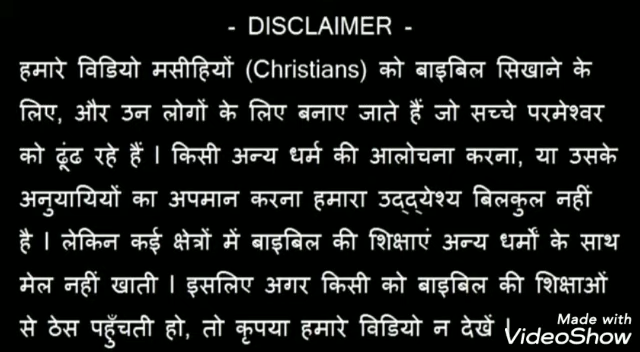 - DISCLAIMER -
हमारे विडियो मसीहियों (Christians) को बाइबिल सिखाने के
लिए, और उन लोगों के लिए बनाए जाते हैं जो सच्चे परमेश्वर
को ढूंढ रहे हैं । किसी अन्य धर्म की आलोचना करना, या उसके
अनुयायियों का अपमान करना हमारा उद्द्येश्य बिलकुल नहीं
है । लेकिन कई क्षेत्रों में बाइबिल की शिक्षाएं अन्य धर्मों के साथ
मेल नहीं खाती । इसलिए अगर किसी को बाइबिल की शिक्षाओं
से ठेस पहुँचती हो, तो कृपया हमारे विडियो न देखें ।
Made with
VideoShow